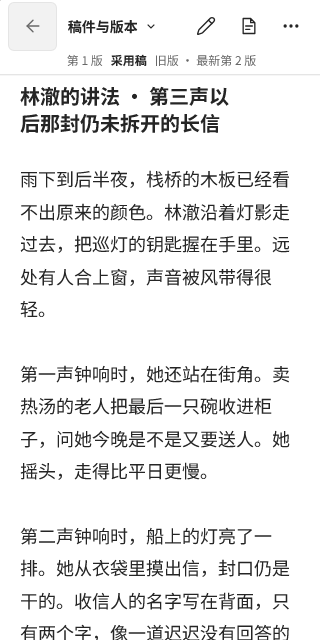 稿件与版本
第 1 版 采用稿 旧版 · 最新第 2 版
林澈的讲法 · 第三声以
后那封仍未拆开的长信
雨下到后半夜，栈桥的木板已经看
不出原来的颜色。林澈沿着灯影走
过去，把巡灯的钥匙握在手里。远
处有人合上窗，声音被风带得很
轻。
第一声钟响时，她还站在街角。卖
热汤的老人把最后一只碗收进柜
子，问她今晚是不是又要送人。她
摇头，走得比平日更慢。
第二声钟响时，船上的灯亮了一
排。她从衣袋里摸出信，封口仍是
干的。收信人的名字写在背面，只
有两个字，像一道迟迟没有回答的